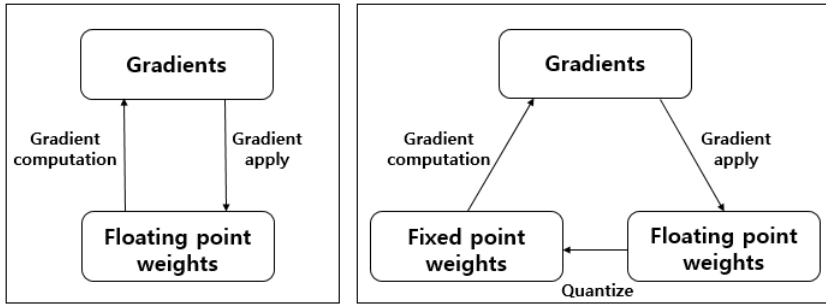 Gradients
Gradient
computation
Gradient
apply
Floating point
weights
Gradients
Gradient
computation
Gradient
apply
Fixed point
weights
Floating point
weights
Quantize